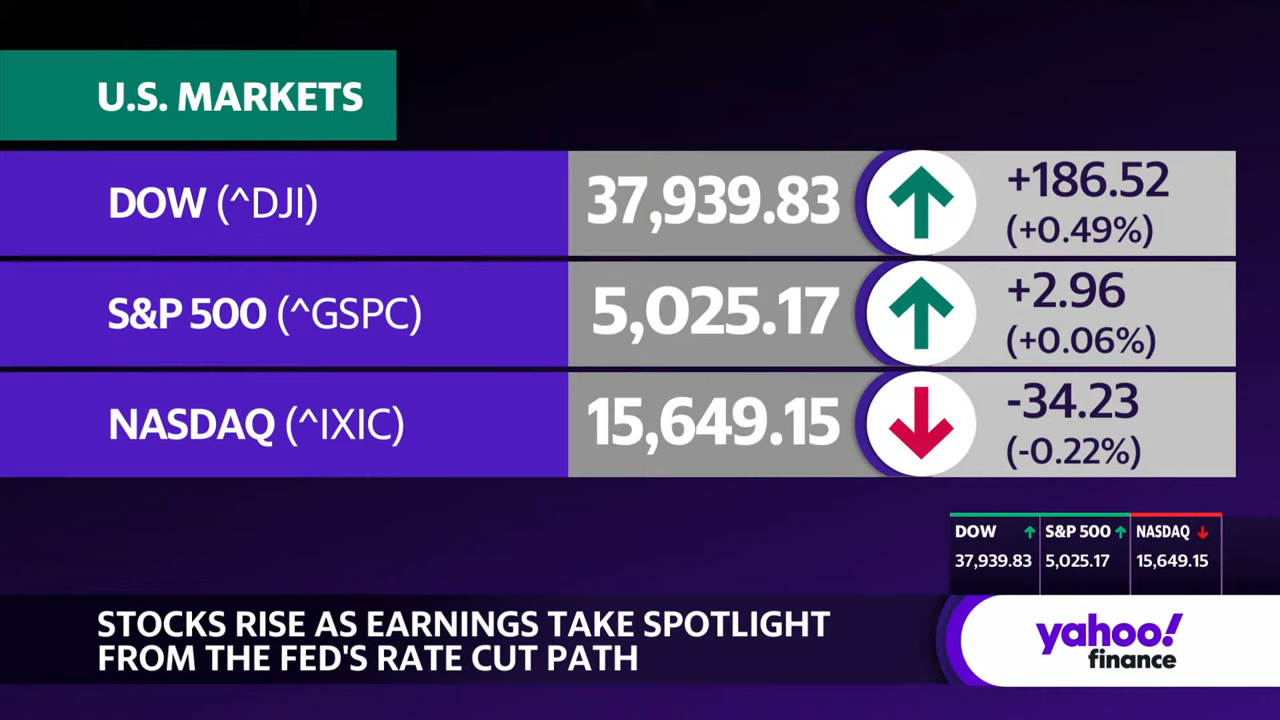 U.S. MARKETS
DOW (^DJI) 37,939.83 +186.52
(+0.49%)
S&P 500 (^GSPC) 5,025.17 +2.96
(+0.06%)
NASDAQ (^IXIC) 15,649.15 -34.23
(-0.22%)
DOW S&P 500 NASDAQ
37,939.83 5,025.17 15,649.15
STOCKS RISE AS EARNINGS TAKE SPOTLIGHT
FROM THE FED'S RATE CUT PATH
yahoo!
finance